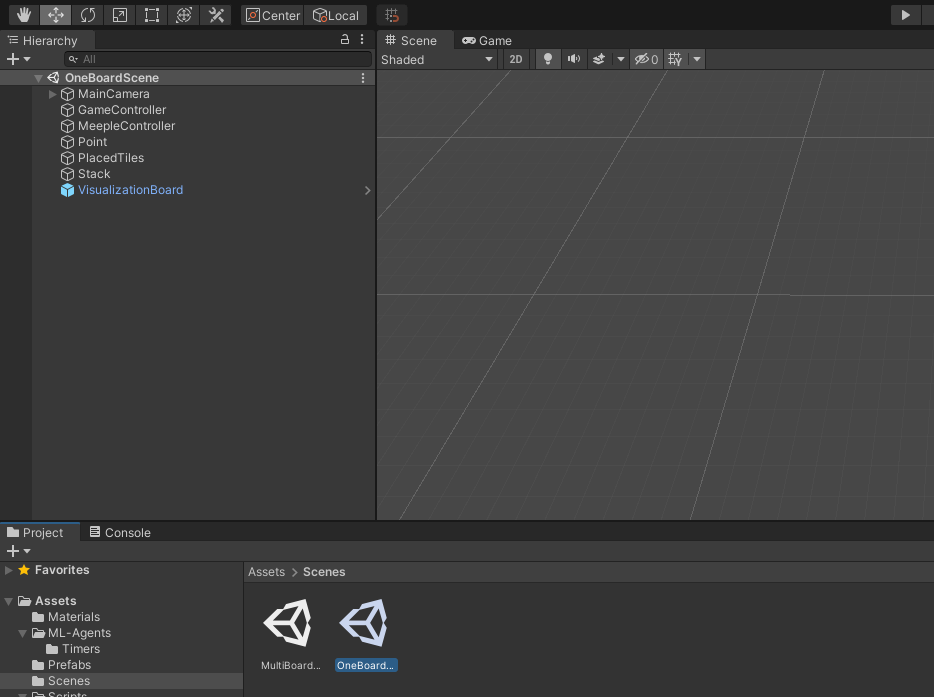 Center Local
Hierarchy
All
OneBoardScene
MainCamera
GameController
MeepleController
Point
PlacedTiles
Stack
VisualizationBoard
Scene Game
Shaded 2D 0
Project Console
Favorites
Assets
Materials
ML-Agents
Timers
Prefabs
Scenes
Scripts
Assets > Scenes
MultiBoard... OneBoard...